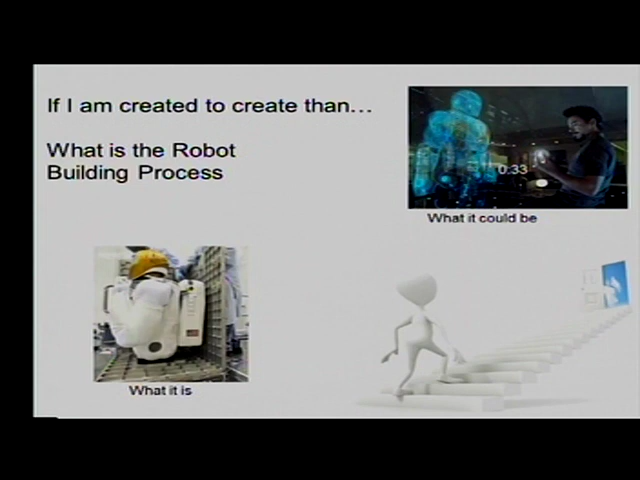 If I am created to create than...
What is the Robot
Building Process
0:33
What it could be
What it is